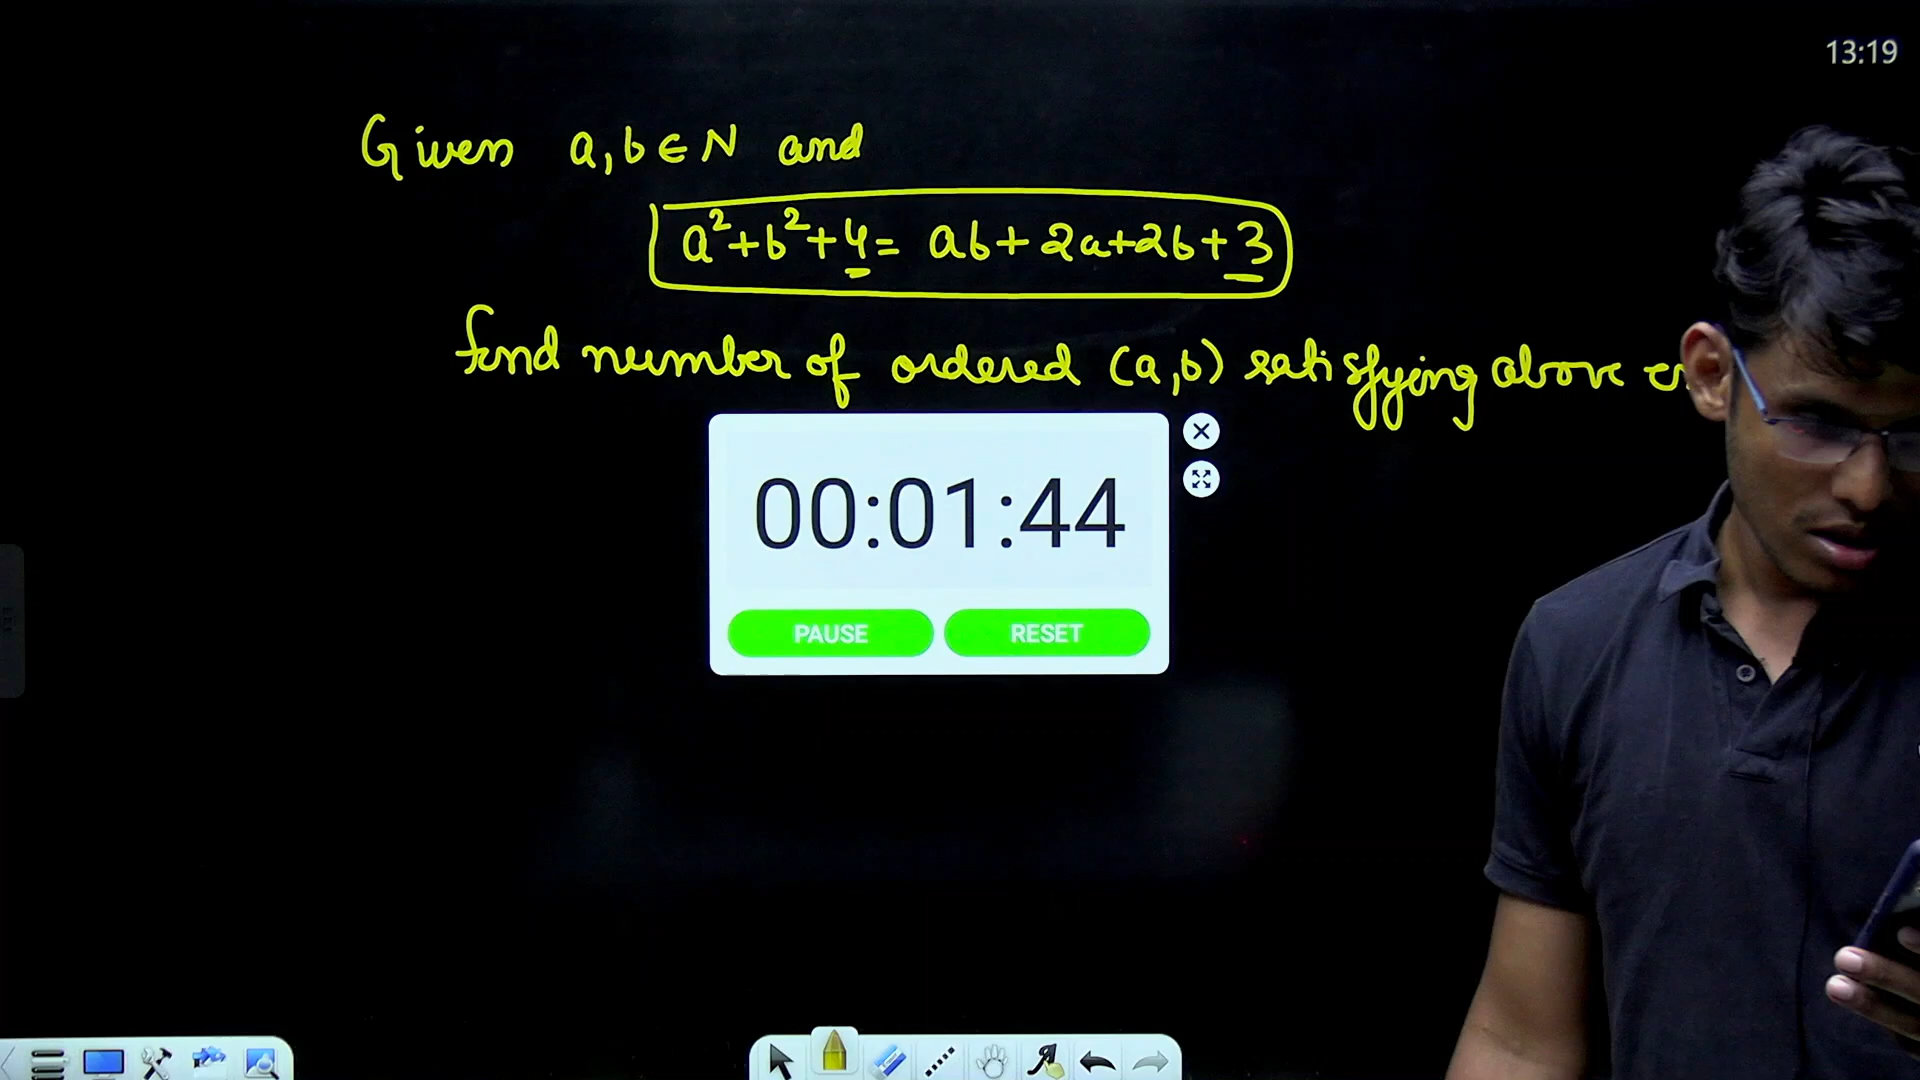 13:19
Given a, b ∈ N and
a²+b²+4= ab+2a+2b+3
find number of ordered (a,b) satisfying above
00:01:44
PAUSE RESET